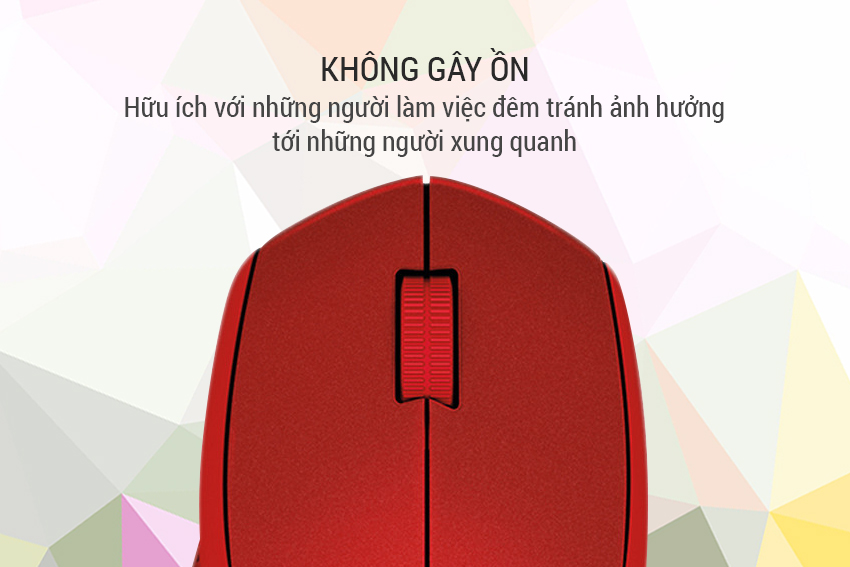 KHÔNG GÂY ỒN
Hữu ích với những người làm việc đêm tránh ảnh hưởng
tới những người xung quanh